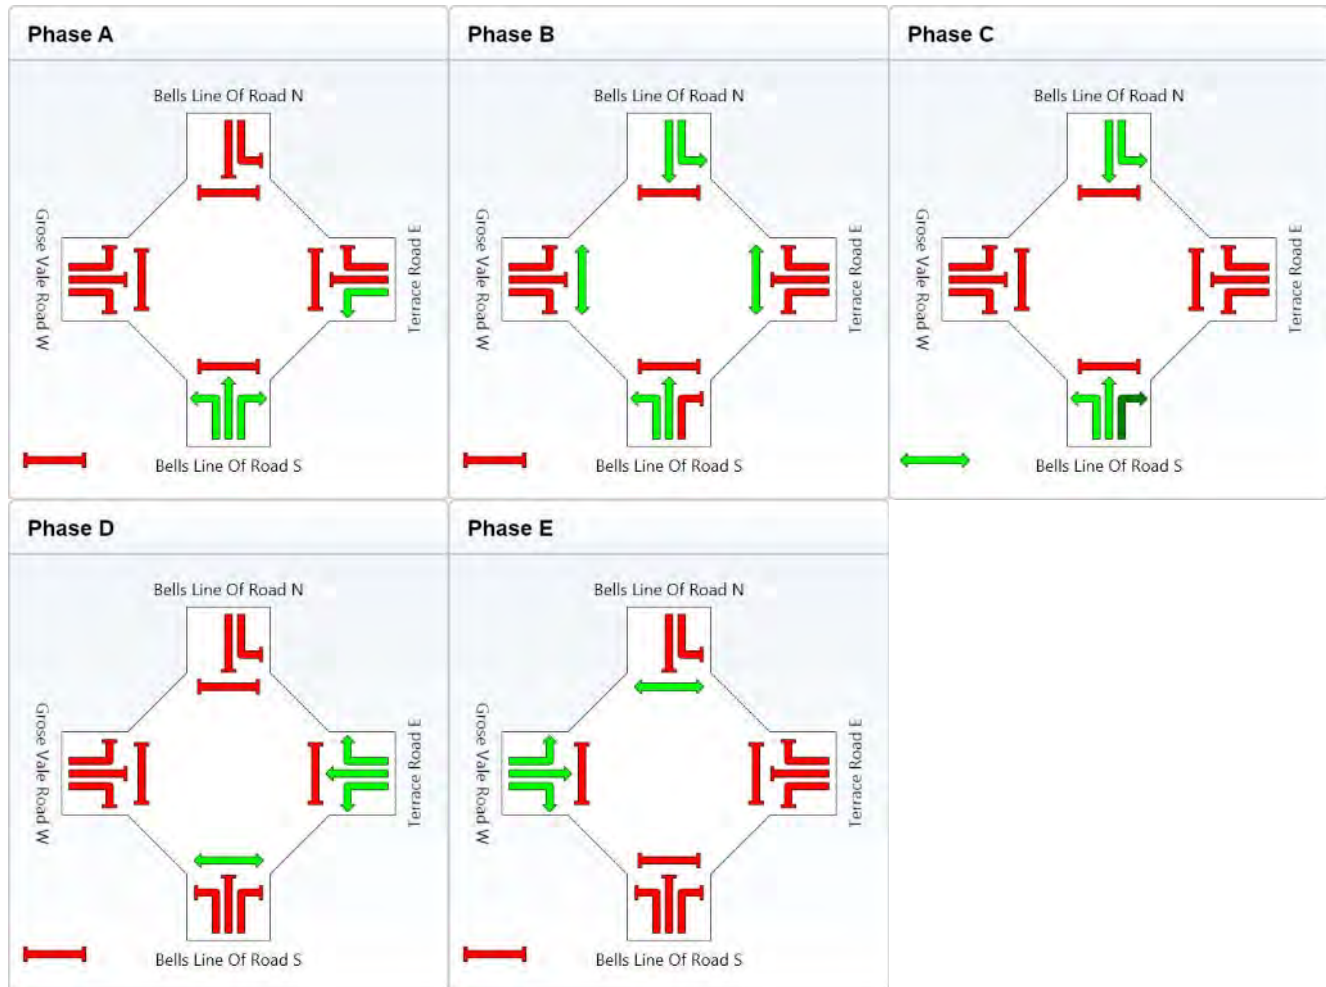 Phase A
Phase B
Phase C
Bells Line Of Road N
Bells Line Of Road N
Bells Line Of Road N
Grose Vale Road W
Terrace Road E
Grose Vale Road W
Terrace Road E
Grose Vale Road W
Terrace Road E
Bells Line Of Road S
Bells Line Of Road S
Bells Line Of Road S
Phase D
Phase E
Bells Line Of Road N
Bells Line Of Road N
Grose Vale Road W
Terrace Road E
Grose Vale Road W
Terrace Road E
Bells Line Of Road S
Bells Line Of Road S